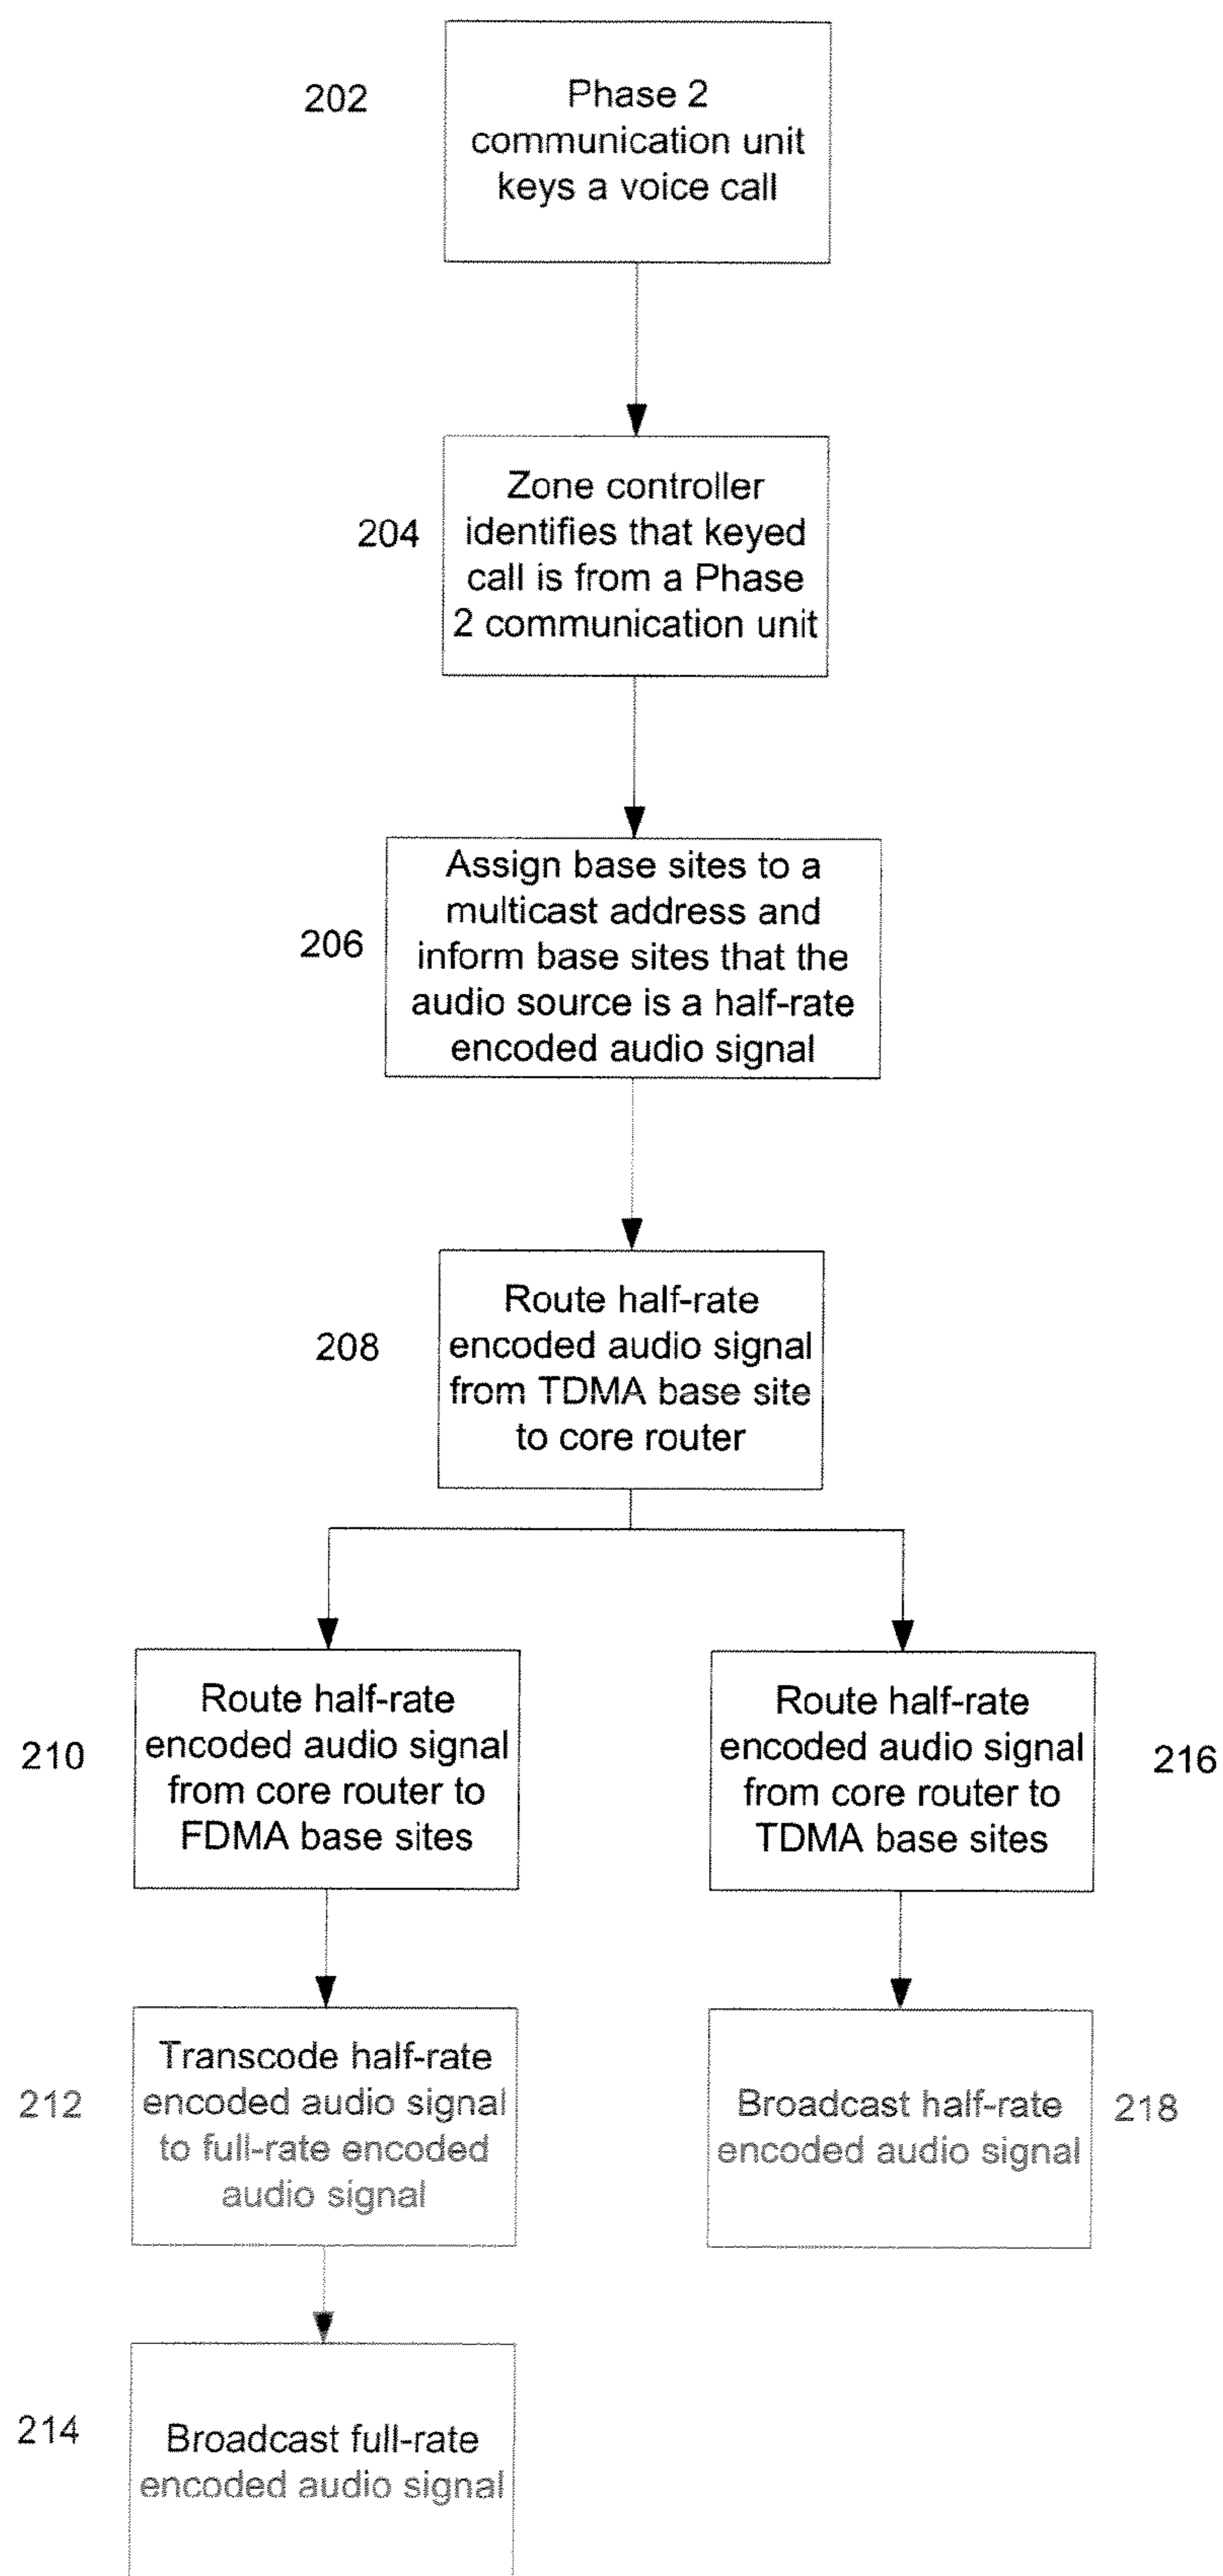 202
Phase 2
communication unit
keys a voice call
204
Zone controller
identifies that keyed
call is from a Phase
2 communication unit
206
Assign base sites to a
multicast address and
inform base sites that the
audio source is a half-rate
encoded audio signal
208
Route half-rate
encoded audio signal
from TDMA base site
to core router
210
Route half-rate
encoded audio signal
from core router to
FDMA base sites
216
Route half-rate
encoded audio signal
from core router to
TDMA base sites
212
Transcode half-rate
encoded audio signal
to full-rate encoded
audio signal
218
Broadcast half-rate
encoded audio signal
214
Broadcast full-rate
encoded audio signal